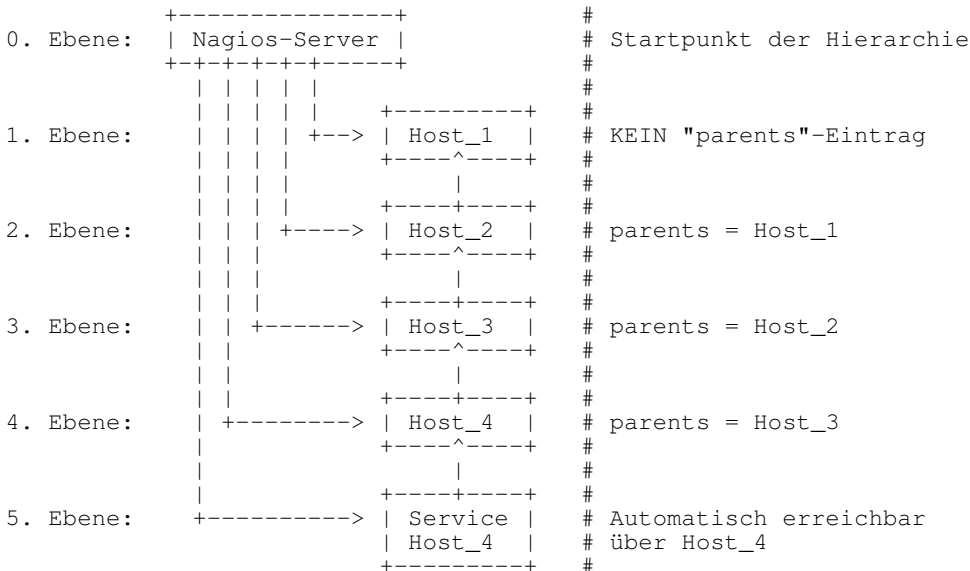 +---------------+                  #
0. Ebene:       | Nagios-Server |                  # Startpunkt der Hierarchie
                +-+-+-+-+-+-----+                  #
                  | | | | |                        #
                  | | | | |      +---------+       #
1. Ebene:         | | | | +-->   | Host_1  |       # KEIN "parents"-Eintrag
                  | | | |        +----^----+       #
                  | | | |             |            #
                  | | | |        +----+----+       #
2. Ebene:         | | | +---->   | Host_2  |       # parents = Host_1
                  | | |          +----^----+       #
                  | | |               |            #
                  | | |          +----+----+       #
3. Ebene:         | | +------>   | Host_3  |       # parents = Host_2
                  | |            +----^----+       #
                  | |                 |            #
                  | |            +----+----+       #
4. Ebene:         | +-------->   | Host_4  |       # parents = Host_3
                  |              +----^----+       #
                  |                   |            #
                  |              +----+----+       #
5. Ebene:         +---------->   | Service |       # Automatisch erreichbar
                                 | Host_4  |       # über Host_4
                                 +---------+       #